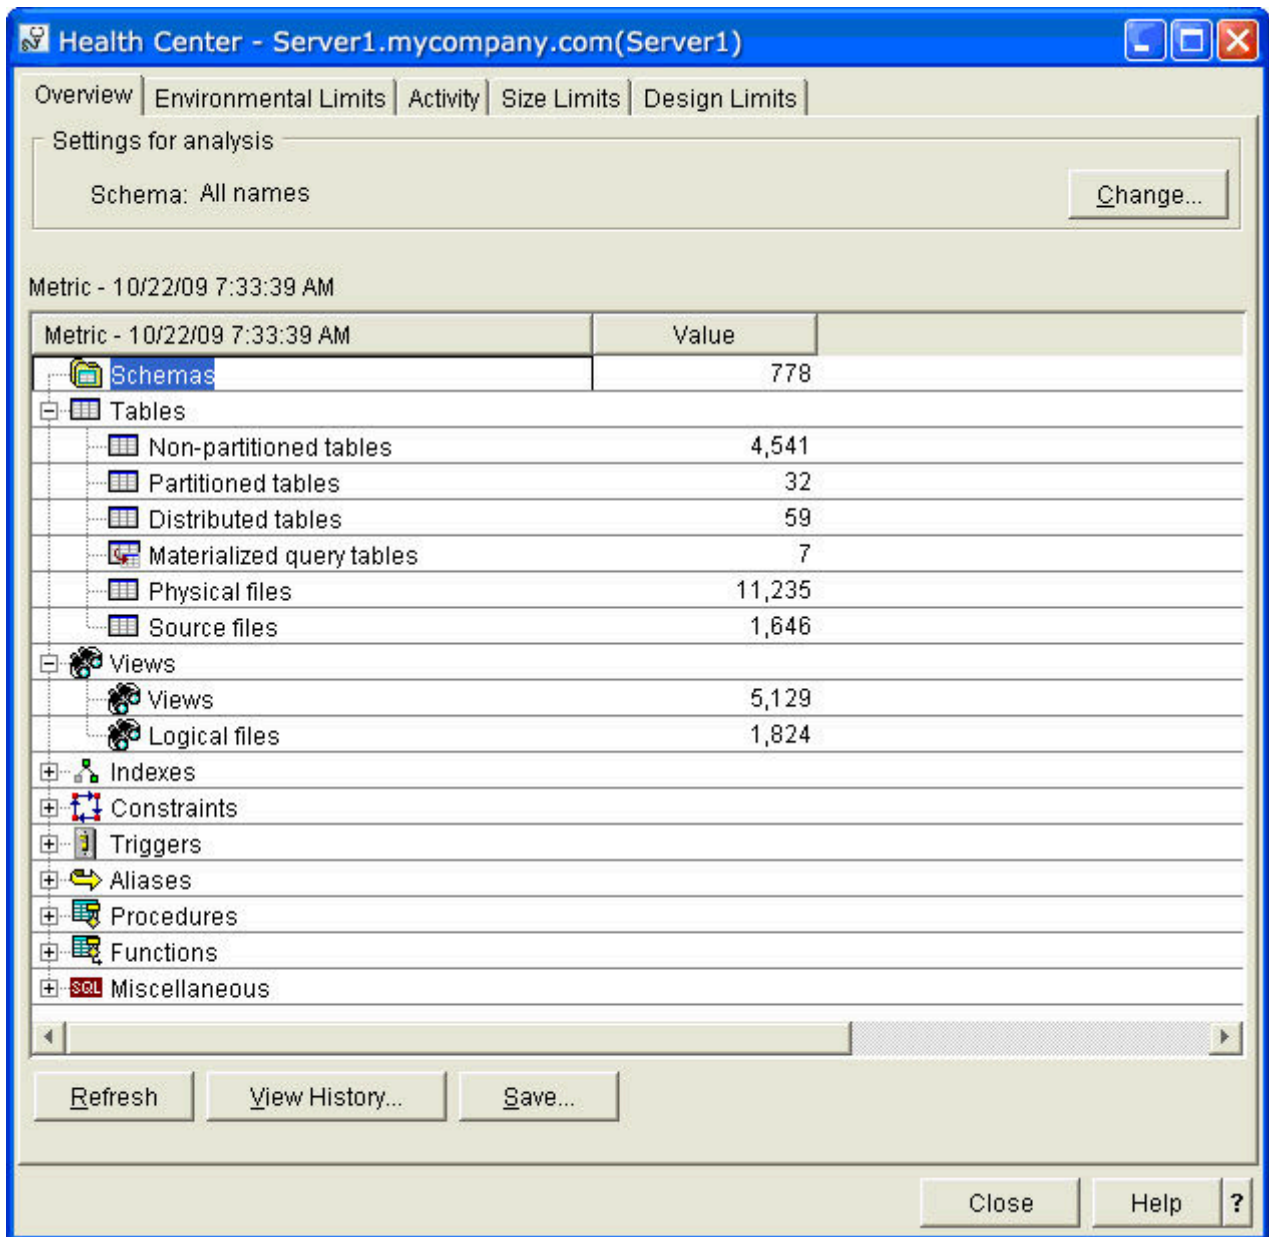 Health Center - Server1.mycompany.com(Server1)
Overview Environmental Limits Activity Size Limits Design Limits
Settings for analysis
Schema: All names Change...
Metric - 10/22/09 7:33:39 AM
Metric - 10/22/09 7:33:39 AM Value
Schemas 778
Tables
Non-partitioned tables 4,541
Partitioned tables 32
Distributed tables 59
Materialized query tables 7
Physical files 11,235
Source files 1,646
Views
Views 5,129
Logical files 1,824
Indexes
Constraints
Triggers
Aliases
Procedures
Functions
SQL Miscellaneous
Refresh View History... Save...
Close Help ?